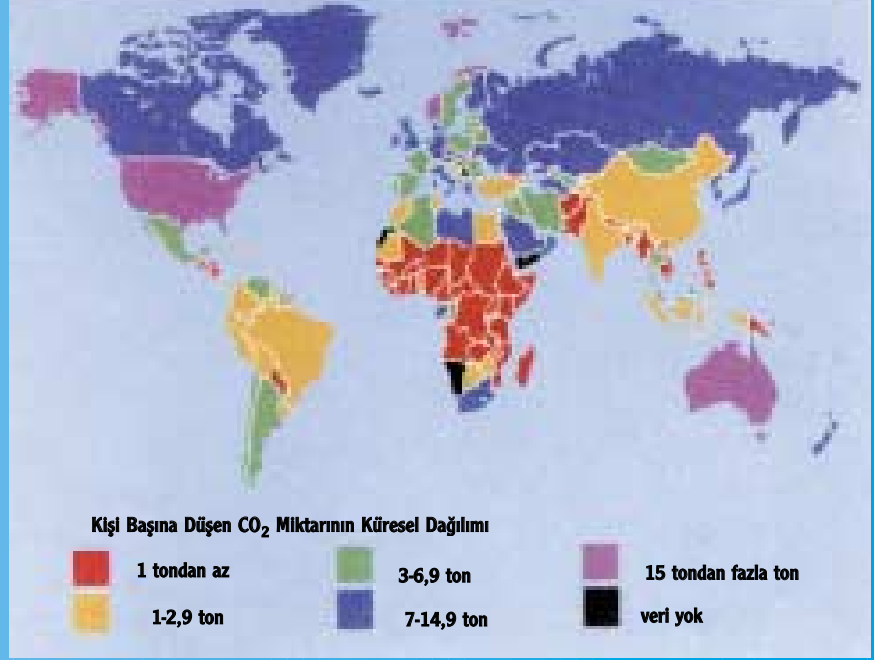 Kişi Başına Düşen CO₂ Miktarının Küresel Dağılımı
1 tondan az
1-2,9 ton
3-6,9 ton
7-14,9 ton
15 tondan fazla ton
veri yok